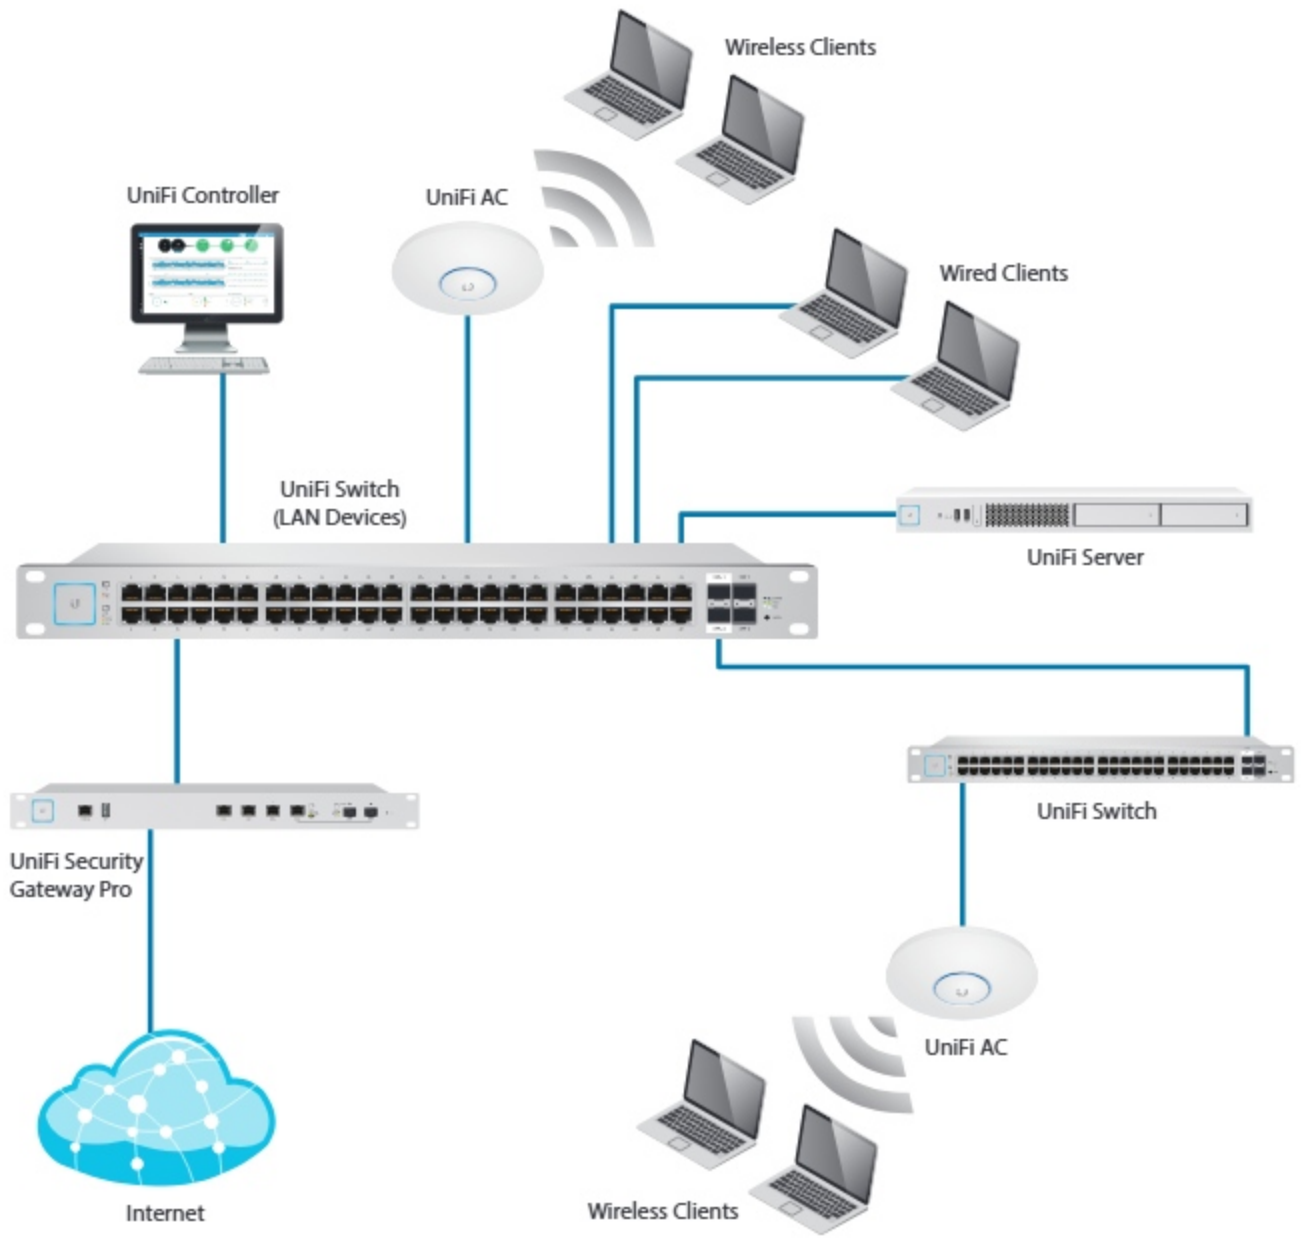 Wireless Clients
UniFi Controller
UniFi AC
Wired Clients
UniFi Switch
(LAN Devices)
UniFi Server
UniFi Switch
UniFi Security
Gateway Pro
UniFi AC
Wireless Clients
Internet